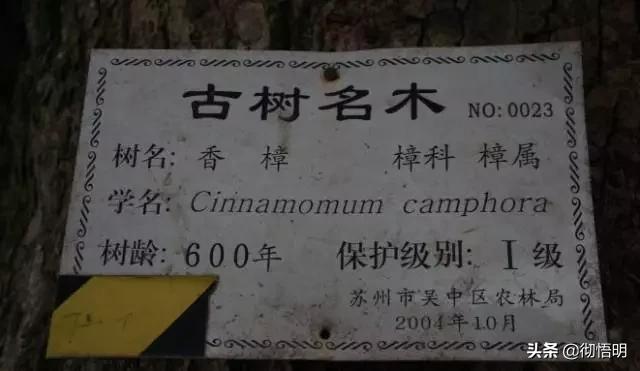 古树名木 NO:0023
树名: 香樟 樟科 樟属
学名: Cinnamomum camphora
树龄: 600年 保护级别: Ⅰ级
苏州市吴中区农林局
2004年10月
头条 @彻悟明